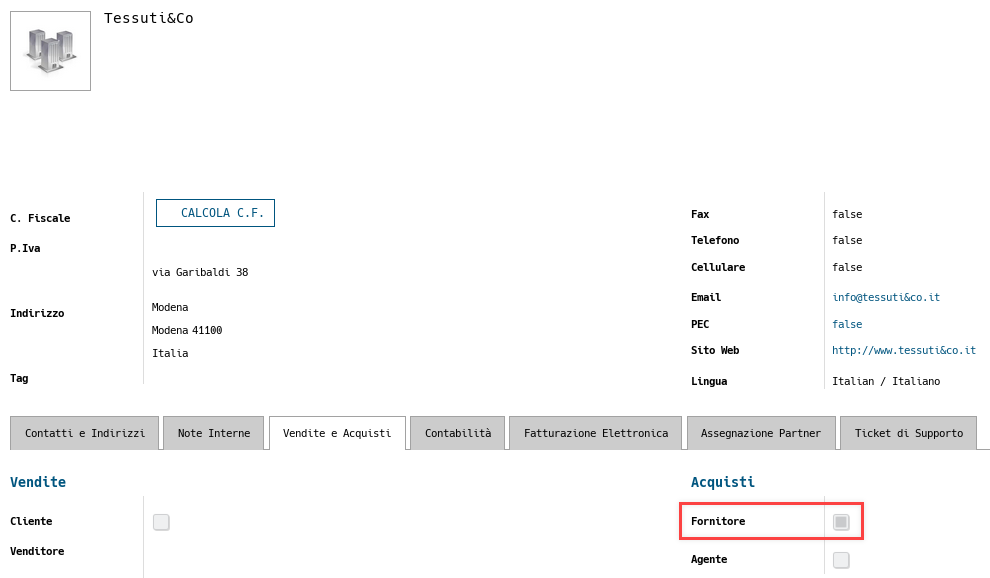 Tessuti&Co
C. Fiscale
CALCOLA C.F.
P.Iva
Indirizzo
via Garibaldi 38
Modena
Modena 41100
Italia
Tag
Fax false
Telefono false
Cellulare false
Email info@tessuti&co.it
PEC false
Sito Web http://www.tessuti&co.it
Lingua Italian / Italiano
Contatti e Indirizzi Note Interne Vendite e Acquisti Contabilità Fatturazione Elettronica Assegnazione Partner Ticket di Supporto
Vendite
Cliente
Venditore
Acquisti
Fornitore
Agente